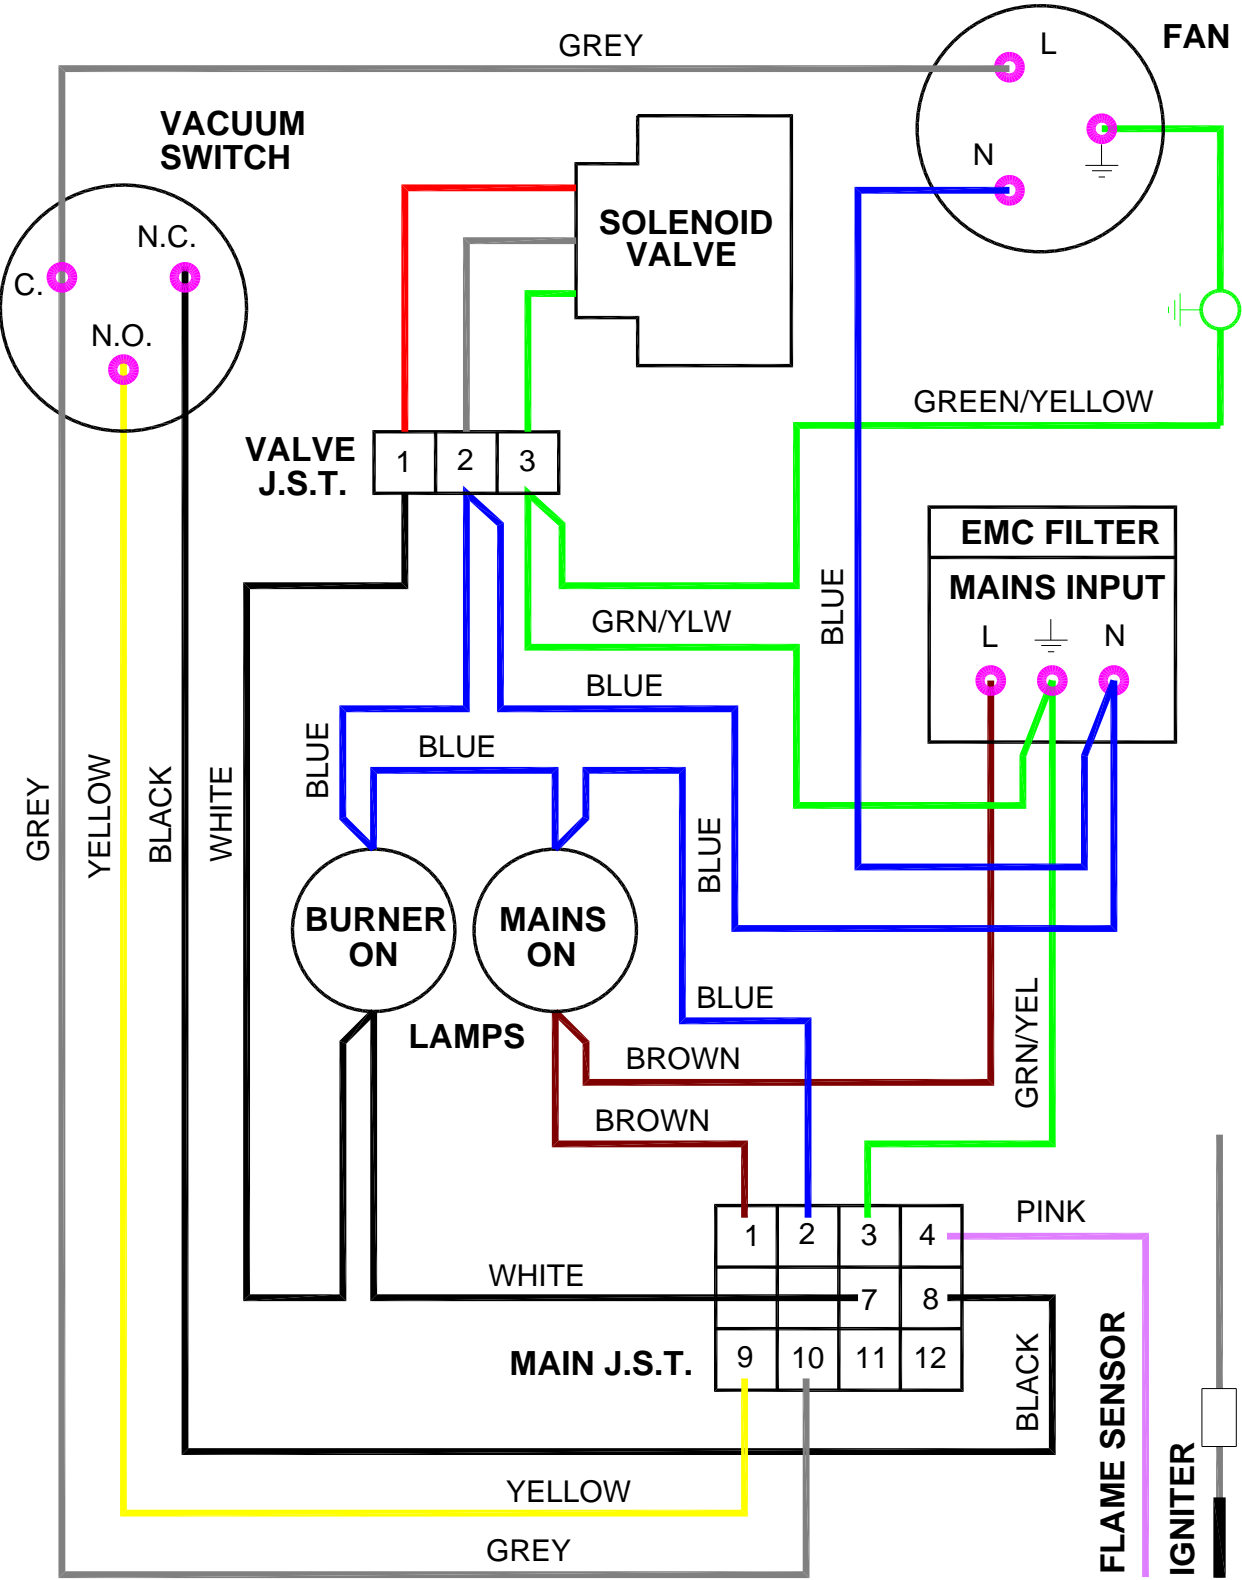 GREY
L
FAN
VACUUM
SWITCH
N
N.C.
SOLENOID
VALVE
C.
N.O.
GREEN/YELLOW
VALVE
J.S.T.
1
2
3
EMC FILTER
MAINS INPUT
BLUE
GRN/YLW
L
N
BLUE
BLUE
BLUE
GREY
YELLOW
BLACK
WHITE
BLUE
BURNER
ON
MAINS
ON
BLUE
LAMPS
BROWN
GRN/YEL
BROWN
1
2
3
4
PINK
WHITE
7
8
MAIN J.S.T.
9
10
11
12
BLACK
FLAME SENSOR
IGNITER
YELLOW
GREY